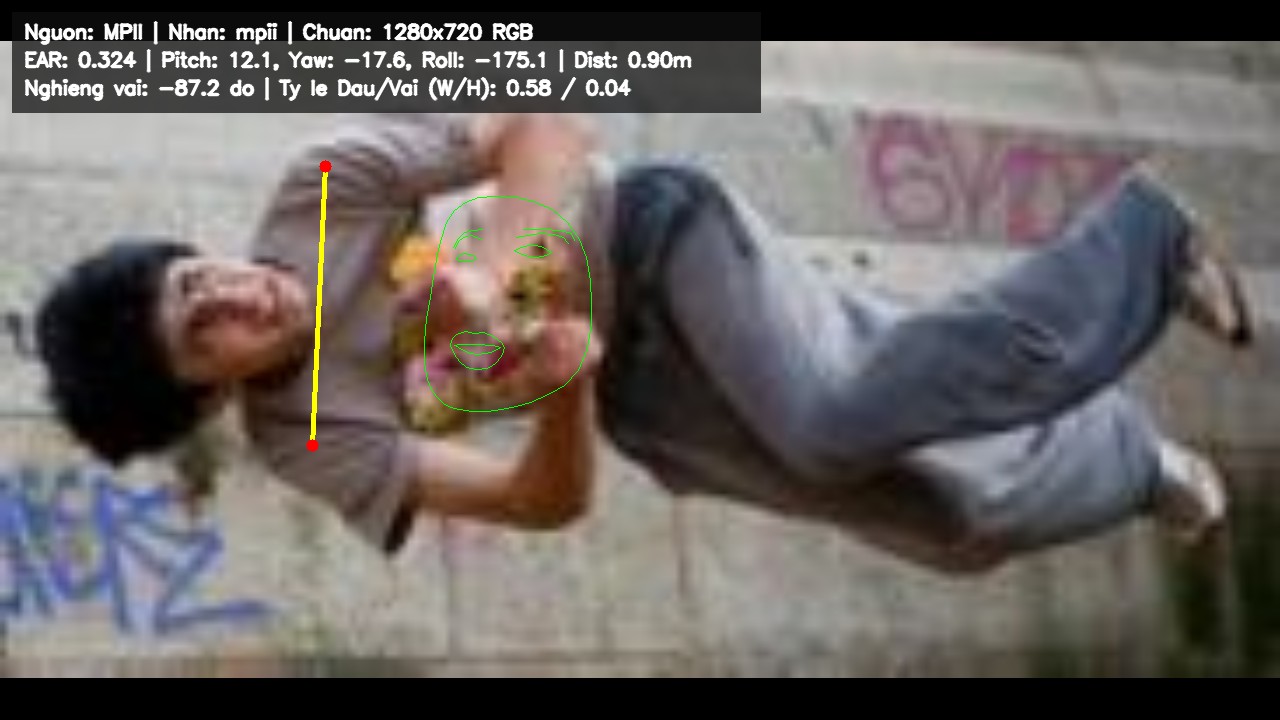 Nguon: MPII | Nhan: mpii | Chuan: 1280x720 RGB
EAR: 0.324 | Pitch: 12.1, Yaw: -17.6, Roll: -175.1 | Dist: 0.90m
Nghieng vai: -87.2 do | Ty le Dau/Vai (W/H): 0.58 / 0.04